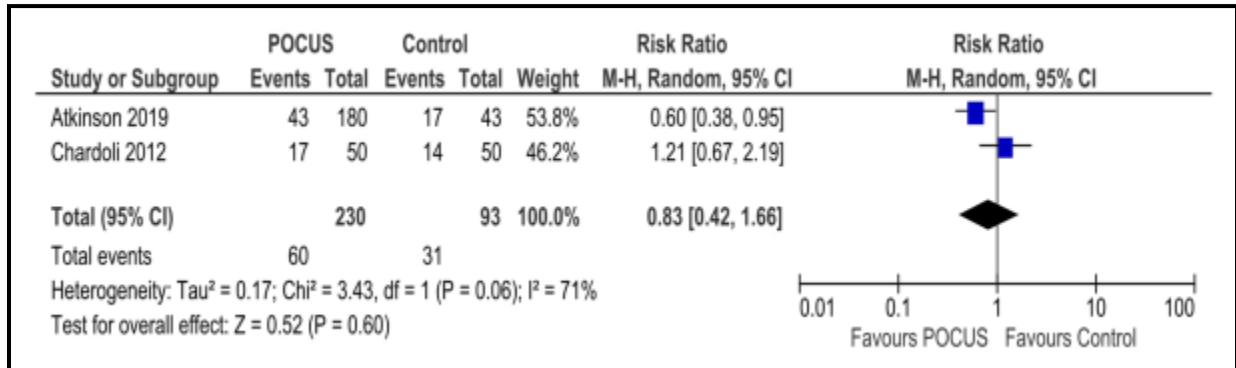 POCUS Control Risk Ratio Risk Ratio
Study or Subgroup Events Total Events Total Weight M-H, Random, 95% CI M-H, Random, 95% CI
Atkinson 2019 43 180 17 43 53.8% 0.60 [0.38, 0.95]
Chardoli 2012 17 50 14 50 46.2% 1.21 [0.67, 2.19]
Total (95% CI) 230 93 100.0% 0.83 [0.42, 1.66]
Total events 60 31
Heterogeneity: Tau² = 0.17; Chi² = 3.43, df = 1 (P = 0.06); I² = 71%
Test for overall effect: Z = 0.52 (P = 0.60)
0.01 0.1 1 10 100
Favours POCUS Favours Control